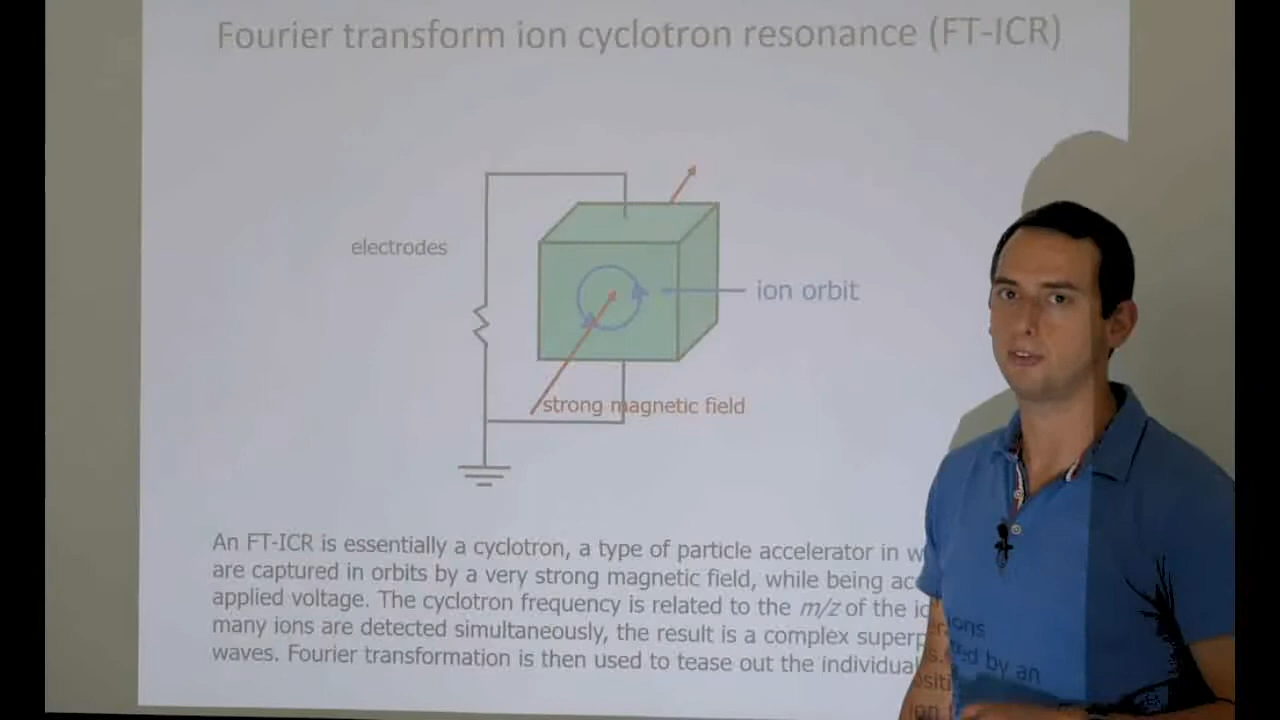 Fourier transform ion cyclotron resonance (FT-ICR)
electrodes
ion orbit
strong magnetic field
An FT-ICR is essentially a cyclotron, a type of particle accelerator in ions
are captured in orbits by a very strong magnetic field, while being by an
applied voltage. The cyclotron frequency is related to the m/z of the
many ions are detected simultaneously, the result is a complex
waves. Fourier transformation is then used to tease out the individual